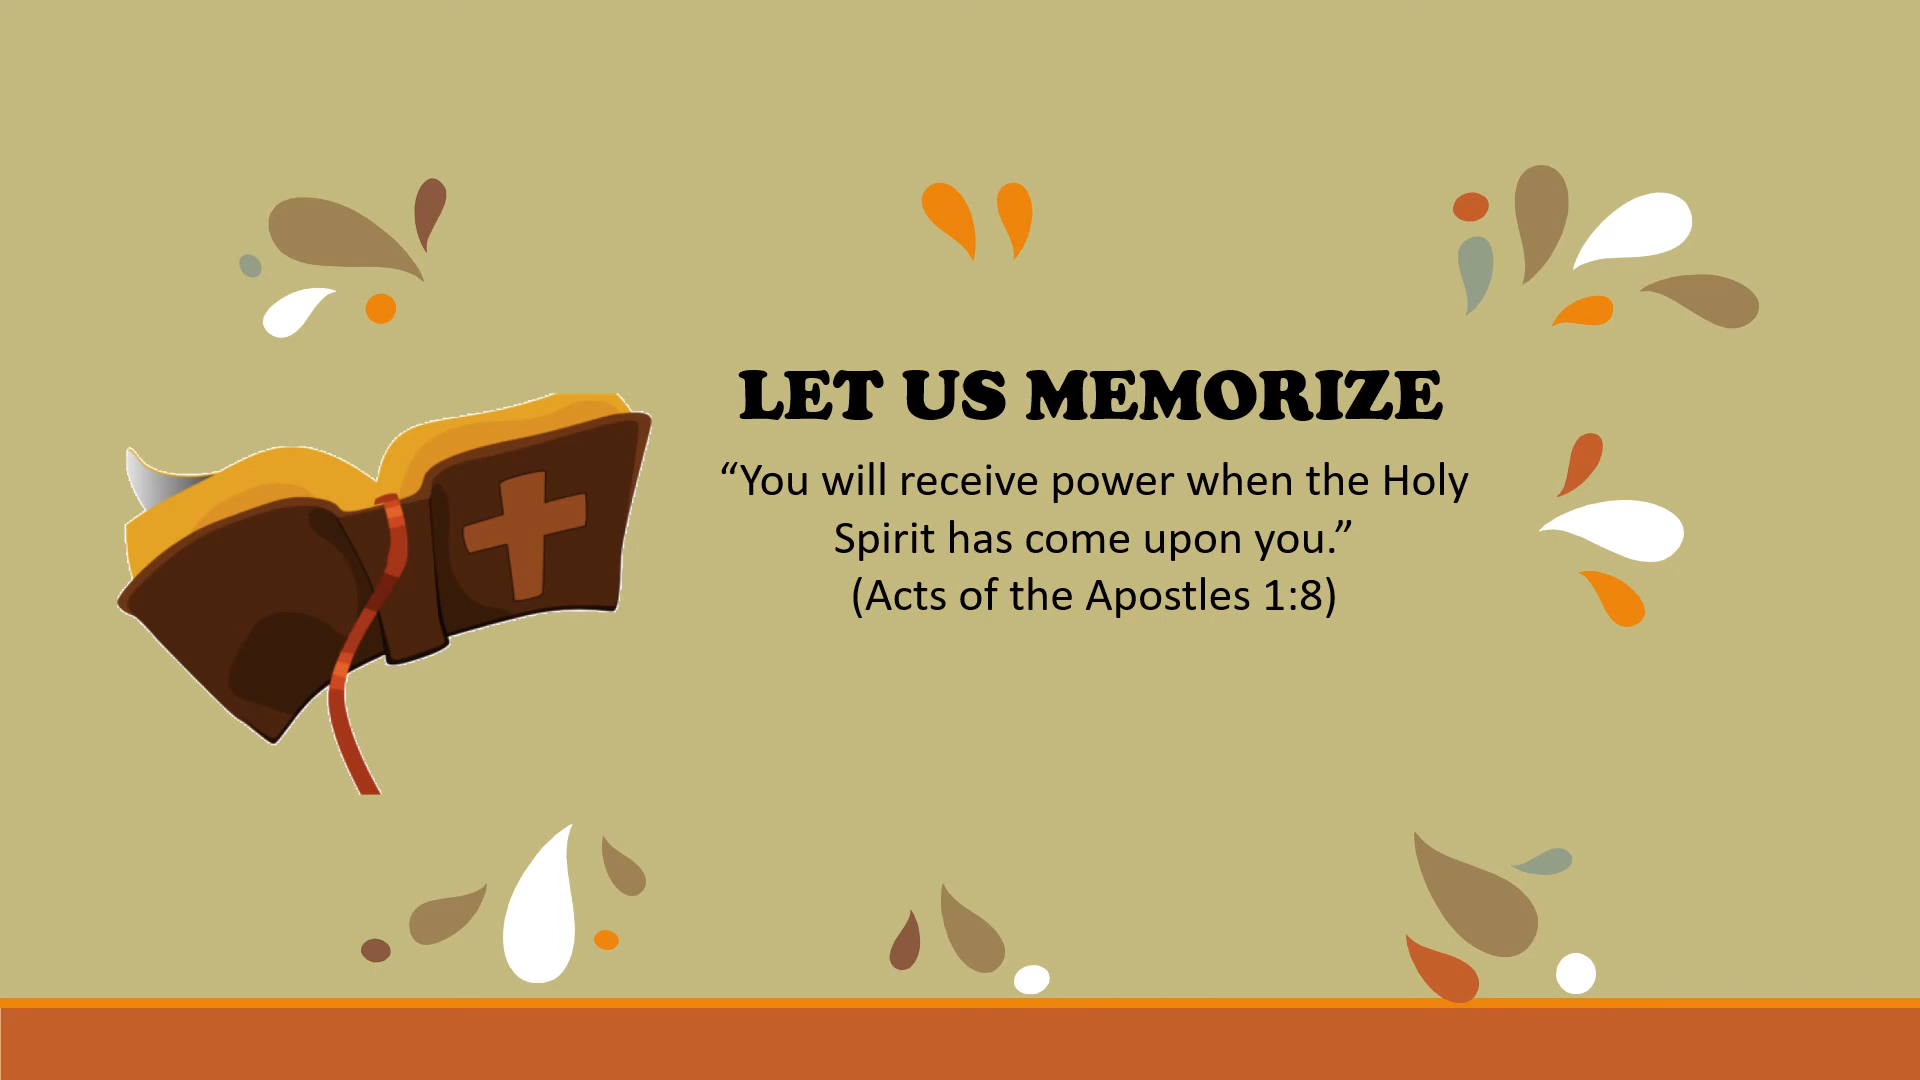 LET US MEMORIZE
“You will receive power when the Holy
Spirit has come upon you.”
(Acts of the Apostles 1:8)